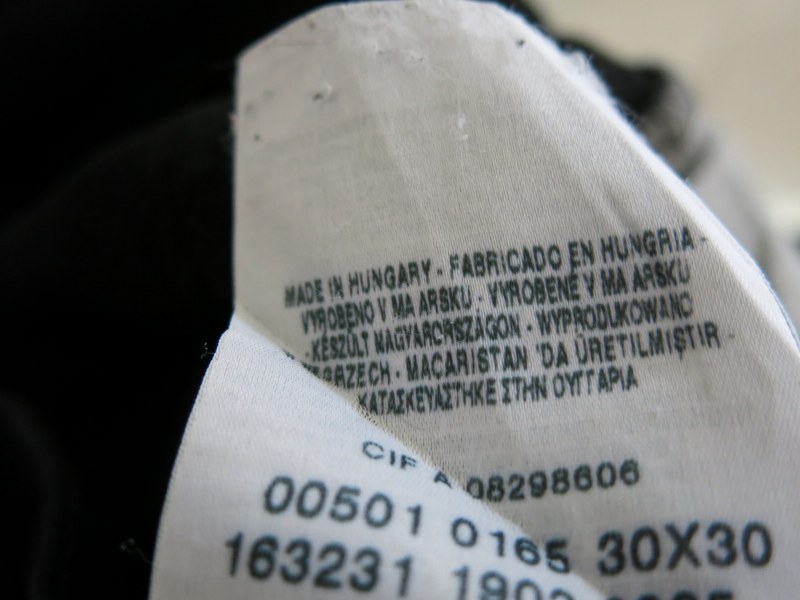 MADE IN HUNGARY - FABRICADO EN HUNGRIA -
VYROBENO V MA ARSKU - VYROBENÉ V MA ARSKU
- KÉSZÜLT MAGYARORSZÁGON - WYPRODUKOWANO
MACARISTAN 'DA ÜRETILMIŞTIR -
ΚΑΤΑΣΚΕΥΑΣΤΗΚΕ ΣΤΗΝ ΟΥΓΓΑΡΙΑ
CIF A 08298606
00501 0165 30X30
163231